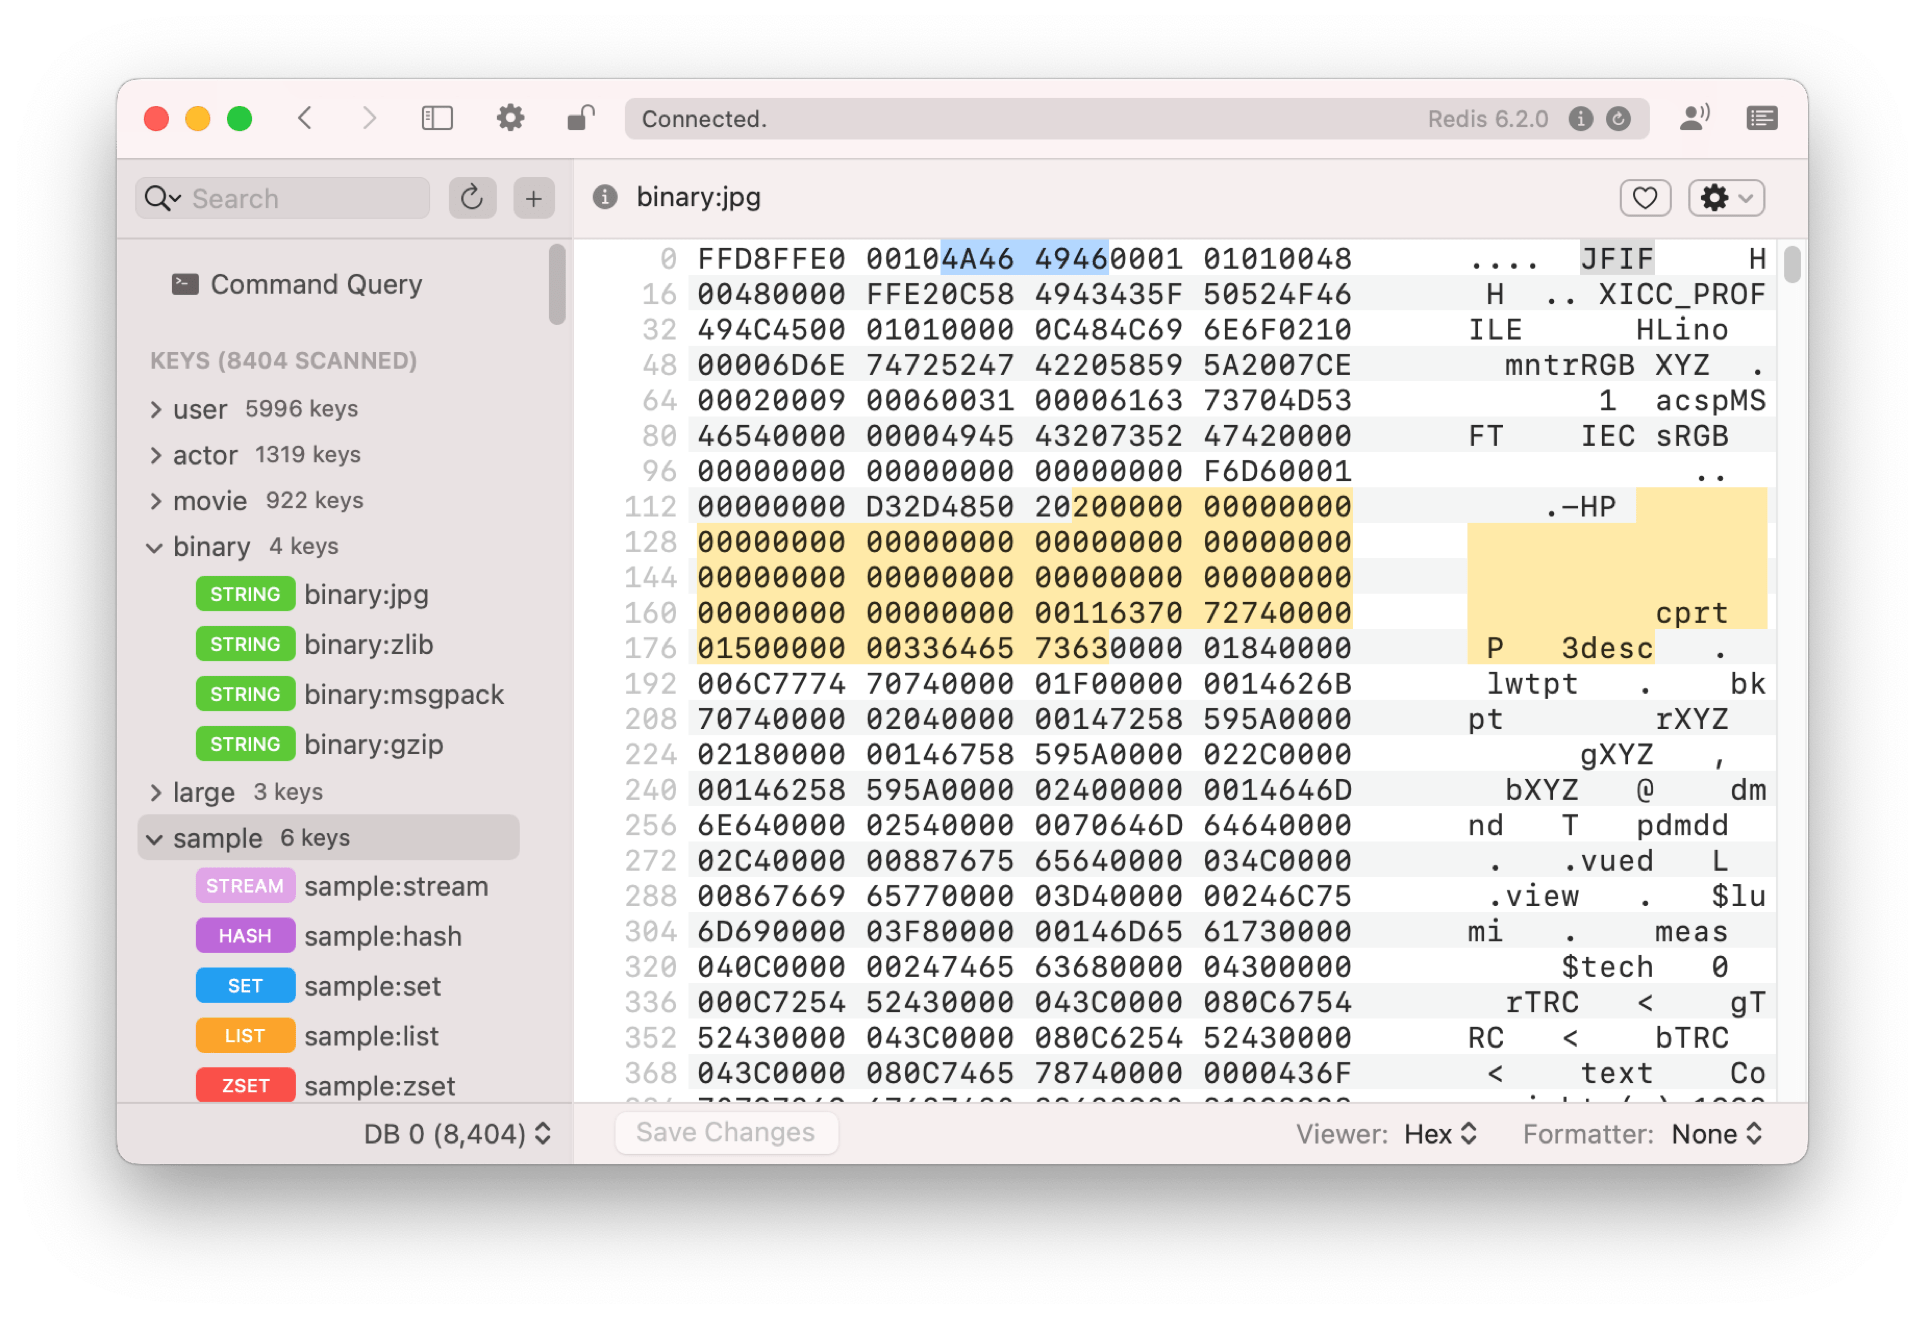 Connected. Redis 6.2.0
Search
binary:jpg
Command Query
KEYS (8404 SCANNED)
user 5996 keys
actor 1319 keys
movie 922 keys
binary 4 keys
STRING binary:jpg
STRING binary:zlib
STRING binary:msgpack
STRING binary:gzip
large 3 keys
sample 6 keys
STREAM sample:stream
HASH sample:hash
SET sample:set
LIST sample:list
ZSET sample:zset
DB 0 (8,404)
0 FFD8FFE0 00104A46 49460001 01010048 .... JFIF H
16 00480000 FFE20C58 4943435F 50524F46 H .. XICC_PROF
32 494C4500 01010000 0C484C69 6E6F0210 ILE HLino
48 00006D6E 74725247 42205859 5A2007CE mntrRGB XYZ .
64 00020009 00060031 00006163 73704D53 1 acspMS
80 46540000 00004945 43207352 47420000 FT IEC sRGB
96 00000000 00000000 00000000 F6D60001 ..
112 00000000 D32D4850 20200000 00000000 .-HP
128 00000000 00000000 00000000 00000000
144 00000000 00000000 00000000 00000000
160 00000000 00000000 00116370 72740000 cprt
176 01500000 00336465 73630000 01840000 P 3desc .
192 006C7774 70740000 01F00000 0014626B lwtpt . bk
208 70740000 02040000 00147258 595A0000 pt rXYZ
224 02180000 00146758 595A0000 022C0000 gXYZ ,
240 00146258 595A0000 02400000 0014646D bXYZ @ dm
256 6E640000 02540000 0070646D 64640000 nd T pdmdd
272 02C40000 00887675 65640000 034C0000 . .vued L
288 00867669 65770000 03D40000 00246C75 .view . $lu
304 6D690000 03F80000 00146D65 61730000 mi . meas
320 040C0000 00247465 63680000 04300000 $tech 0
336 000C7254 52430000 043C0000 080C6754 rTRC < gT
352 52430000 043C0000 080C6254 52430000 RC < bTRC
368 043C0000 080C7465 78740000 0000436F < text Co
Save Changes
Viewer: Hex Formatter: None